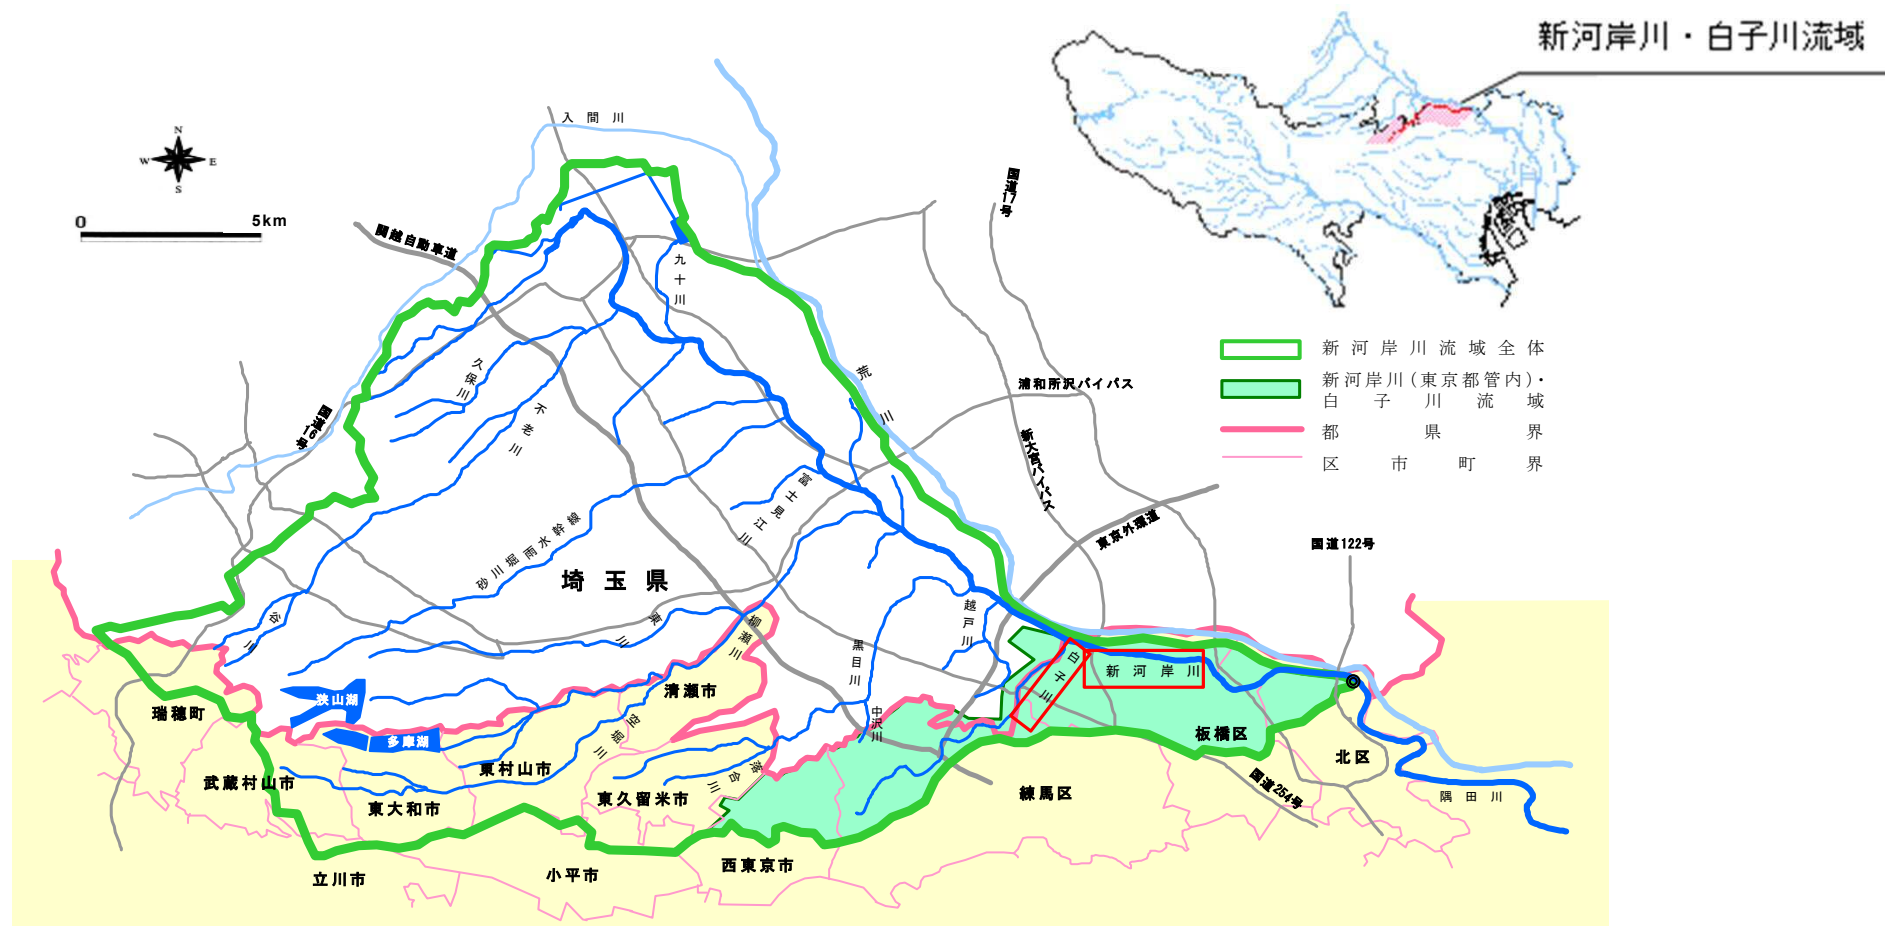 新河岸川・白子川流域
入間川
N
W
E
S
0
5km
関越自動車道
国道17号
九十川
新河岸川流域全体
新河岸川(東京都管内)・
白子川流域
都県界
区市町界
荒川
浦和所沢バイパス
久保川
不老川
国道16号
新大宮バイパス
富士見江川
東京外環道
国道122号
砂川堀雨水幹線
埼玉県
谷川
東川
柳瀬川
黒目川
越戸川
白子川
新河岸川
清瀬市
狭山湖
瑞穂町
中沢川
空堀川
多摩湖
板橋区
北区
東村山市
武蔵村山市
落合川
東久留米市
東大和市
練馬区
国道254号
隅田川
西東京市
小平市
立川市